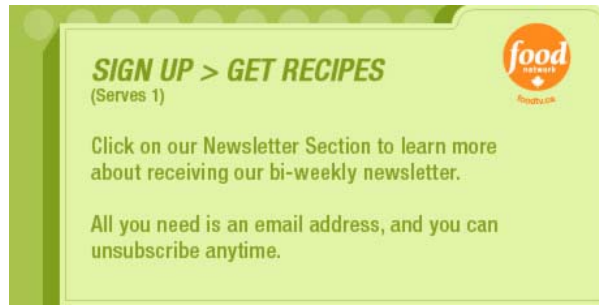 SIGN UP > GET RECIPES
(Serves 1)
food
network
foodtv.ca
Click on our Newsletter Section to learn more
about receiving our bi-weekly newsletter.
All you need is an email address, and you can
unsubscribe anytime.